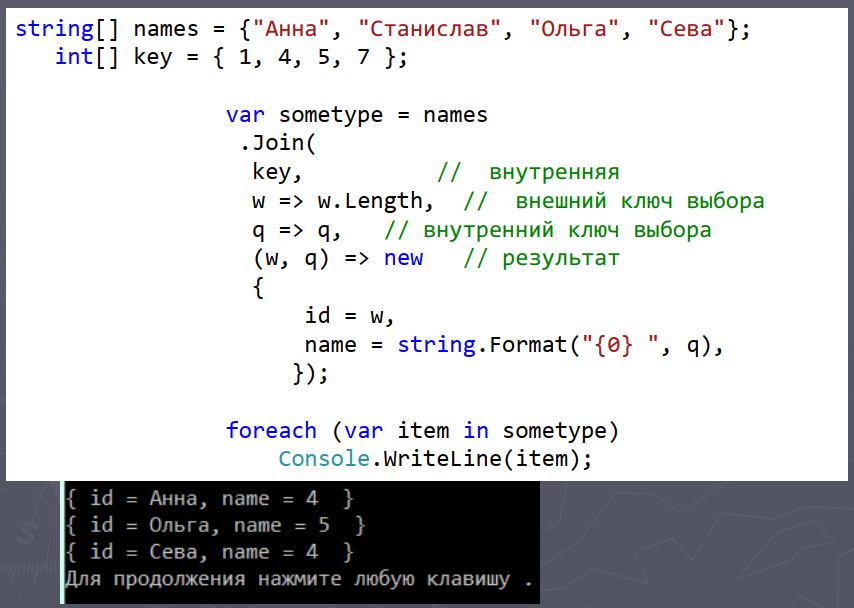 string[] names = {"Анна", "Станислав", "Ольга", "Сева"};
int[] key = { 1, 4, 5, 7 };
var sometype = names
.Join(
key, // внутренняя
w => w.Length, // внешний ключ выбора
q => q, // внутренний ключ выбора
(w, q) => new // результат
{
id = w,
name = string.Format("{0} ", q),
});
foreach (var item in sometype)
Console.WriteLine(item);
{ id = Анна, name = 4  }
{ id = Ольга, name = 5  }
{ id = Сева, name = 4  }
Для продолжения нажмите любую клавишу .